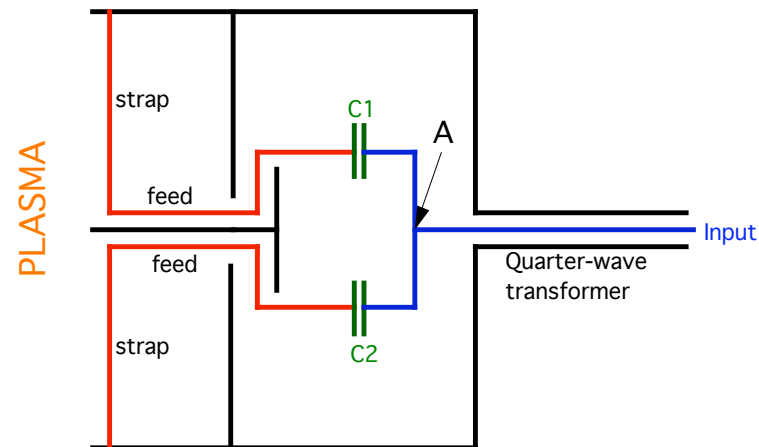 strap
C1
A
PLASMA
feed
Input
feed
Quarter-wave
transformer
strap
C2